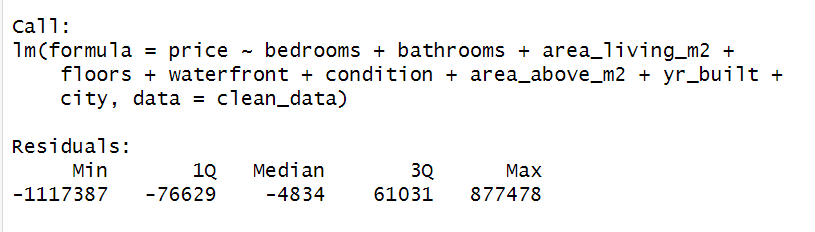 Call:
lm(formula = price ~ bedrooms + bathrooms + area_living_m2 +
    floors + waterfront + condition + area_above_m2 + yr_built +
    city, data = clean_data)

Residuals:
     Min       1Q   Median       3Q      Max
-1117387   -76629    -4834    61031   877478